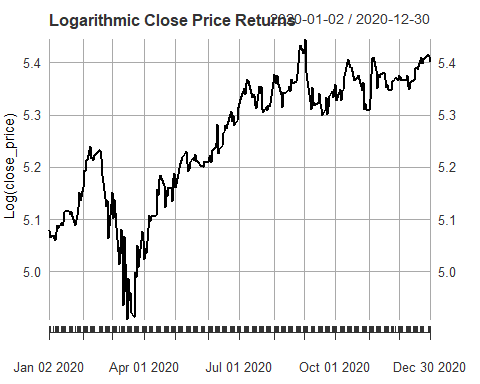 Logarithmic Close Price Returns 2020-01-02 / 2020-12-30
5.4 5.4
5.3 5.3
5.2 5.2
5.1 5.1
5.0 5.0
Log(close_price)
Jan 02 2020 Apr 01 2020 Jul 01 2020 Oct 01 2020 Dec 30 2020